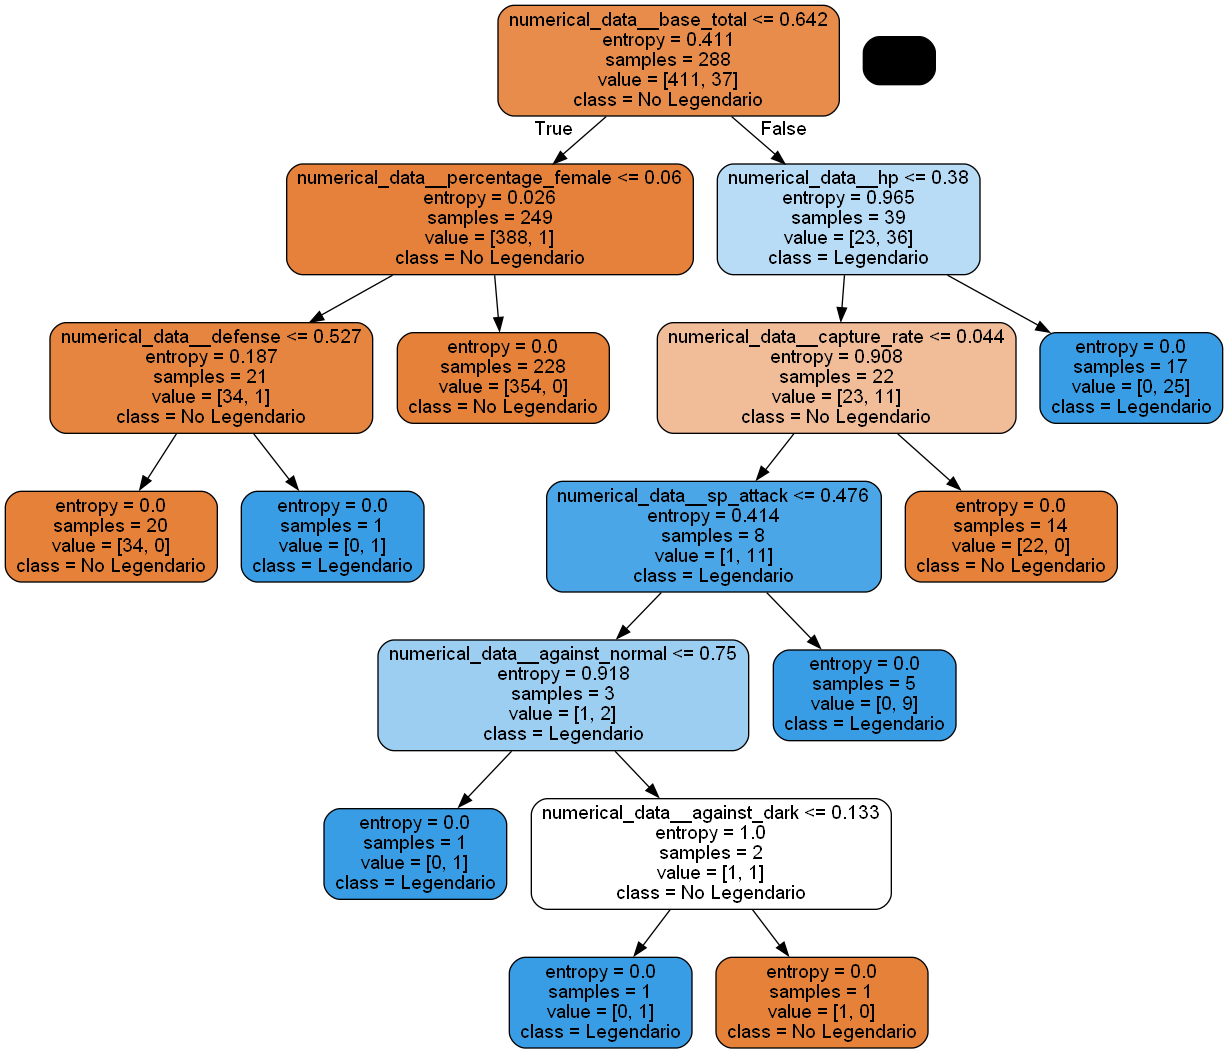 numerical_data__base_total <= 0.642
entropy = 0.411
samples = 288
value = [411, 37]
class = No Legendario
True
False
numerical_data__percentage_female <= 0.06
entropy = 0.026
samples = 249
value = [388, 1]
class = No Legendario
numerical_data__hp <= 0.38
entropy = 0.965
samples = 39
value = [23, 36]
class = Legendario
numerical_data__defense <= 0.527
entropy = 0.187
samples = 21
value = [34, 1]
class = No Legendario
entropy = 0.0
samples = 228
value = [354, 0]
class = No Legendario
numerical_data__capture_rate <= 0.044
entropy = 0.908
samples = 22
value = [23, 11]
class = No Legendario
entropy = 0.0
samples = 17
value = [0, 25]
class = Legendario
entropy = 0.0
samples = 20
value = [34, 0]
class = No Legendario
entropy = 0.0
samples = 1
value = [0, 1]
class = Legendario
numerical_data__sp_attack <= 0.476
entropy = 0.414
samples = 8
value = [1, 11]
class = Legendario
entropy = 0.0
samples = 14
value = [22, 0]
class = No Legendario
numerical_data__against_normal <= 0.75
entropy = 0.918
samples = 3
value = [1, 2]
class = Legendario
entropy = 0.0
samples = 5
value = [0, 9]
class = Legendario
entropy = 0.0
samples = 1
value = [0, 1]
class = Legendario
numerical_data__against_dark <= 0.133
entropy = 1.0
samples = 2
value = [1, 1]
class = No Legendario
entropy = 0.0
samples = 1
value = [0, 1]
class = Legendario
entropy = 0.0
samples = 1
value = [1, 0]
class = No Legendario